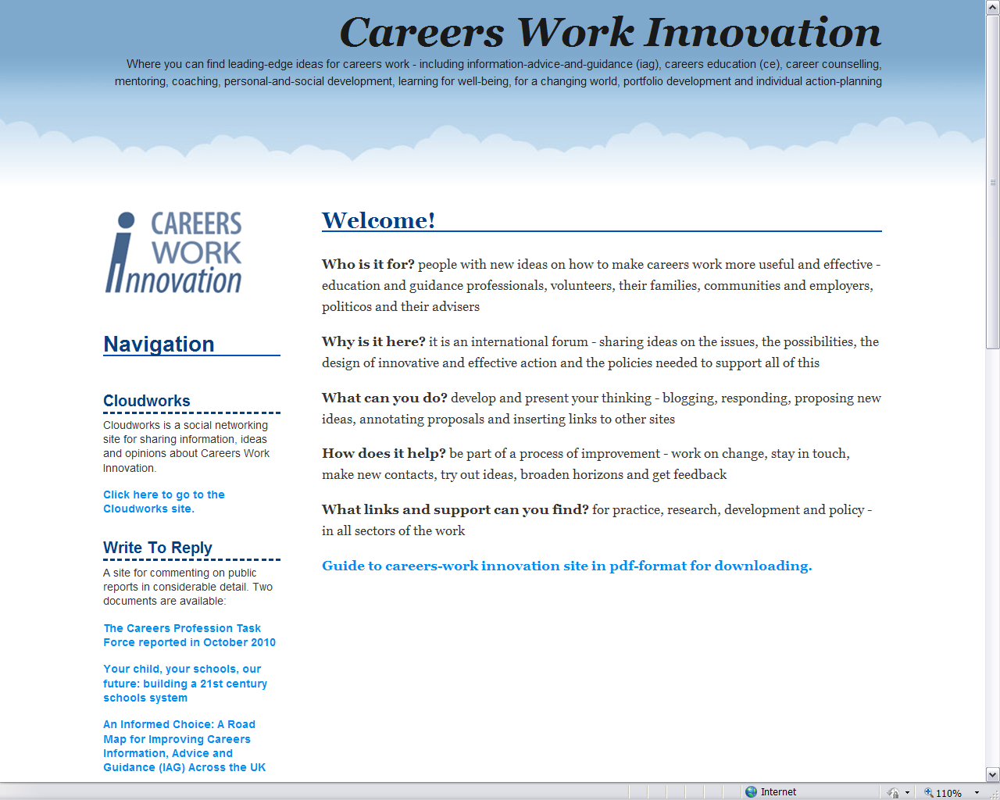 Careers Work Innovation
Where you can find leading-edge ideas for careers work - including information-advice-and-guidance (iag), careers education (ce), career counselling,
mentoring, coaching, personal-and-social development, learning for well-being, for a changing world, portfolio development and individual action-planning
CAREERS
WORK
innovation
Navigation
Cloudworks
Cloudworks is a social networking
site for sharing information, ideas
and opinions about Careers Work
Innovation.
Click here to go to the
Cloudworks site.
Write To Reply
A site for commenting on public
reports in considerable detail. Two
documents are available:
The Careers Profession Task
Force reported in October 2010
Your child, your schools, our
future: building a 21st century
schools system
An Informed Choice: A Road
Map for Improving Careers
Information, Advice and
Guidance (IAG) Across the UK
Welcome!
Who is it for? people with new ideas on how to make careers work more useful and effective -
education and guidance professionals, volunteers, their families, communities and employers,
politicos and their advisers
Why is it here? it is an international forum - sharing ideas on the issues, the possibilities, the
design of innovative and effective action and the policies needed to support all of this
What can you do? develop and present your thinking - blogging, responding, proposing new
ideas, annotating proposals and inserting links to other sites
How does it help? be part of a process of improvement - work on change, stay in touch,
make new contacts, try out ideas, broaden horizons and get feedback
What links and support can you find? for practice, research, development and policy -
in all sectors of the work
Guide to careers-work innovation site in pdf-format for downloading.
Internet
110%